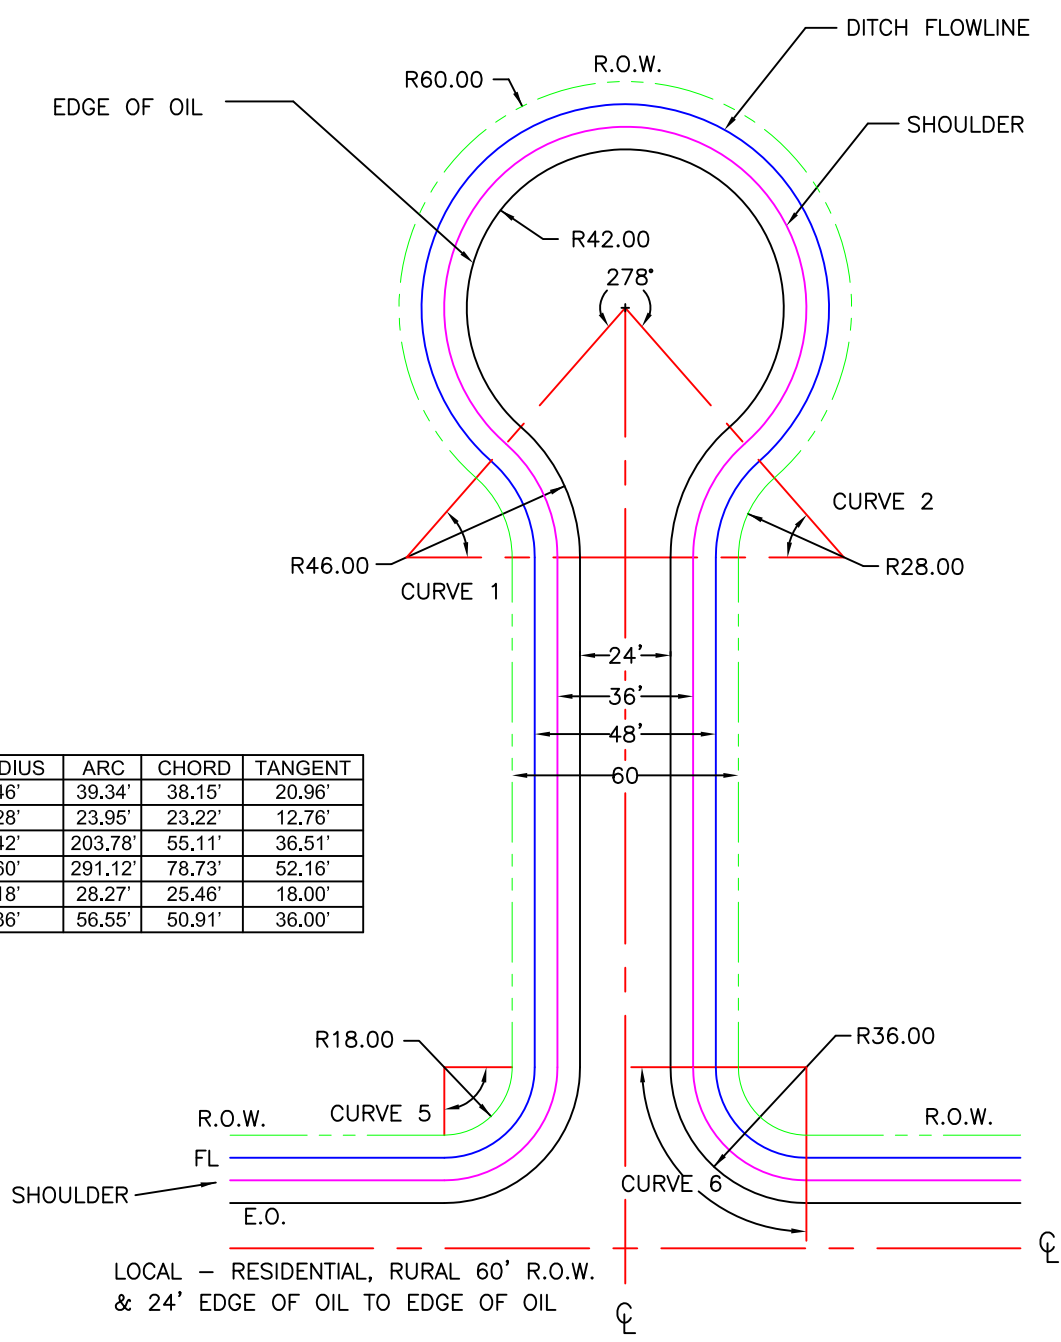 DITCH FLOWLINE
R.O.W.
R60.00
EDGE OF OIL
SHOULDER
R42.00
278°
CURVE 2
R46.00
R28.00
CURVE 1
24'
36'
48'
60
DIUS ARC CHORD TANGENT
46' 39.34' 38.15' 20.96'
28' 23.95' 23.22' 12.76'
42' 203.78' 55.11' 36.51'
60' 291.12' 78.73' 52.16'
18' 28.27' 25.46' 18.00'
36' 56.55' 50.91' 36.00'
R18.00
R36.00
CURVE 5
R.O.W.
R.O.W.
FL
SHOULDER
CURVE 6
E.O.
℄
LOCAL – RESIDENTIAL, RURAL 60' R.O.W.
& 24' EDGE OF OIL TO EDGE OF OIL
℄